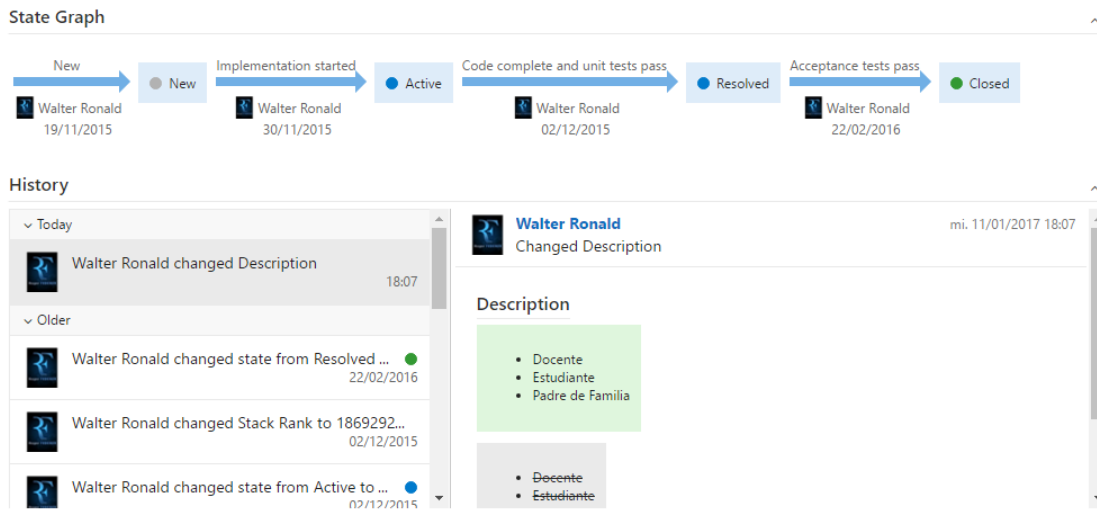 State Graph
New
New
Walter Ronald
19/11/2015
Implementation started
Active
Walter Ronald
30/11/2015
Code complete and unit tests pass
Resolved
Walter Ronald
02/12/2015
Acceptance tests pass
Closed
Walter Ronald
22/02/2016
History
Today
Walter Ronald changed Description
18:07
Older
Walter Ronald changed state from Resolved ...
22/02/2016
Walter Ronald changed Stack Rank to 1869292...
02/12/2015
Walter Ronald changed state from Active to ...
02/12/2015
Walter Ronald
mi. 11/01/2017 18:07
Changed Description
Description
• Docente
• Estudiante
• Padre de Familia
• Docente
• Estudiante